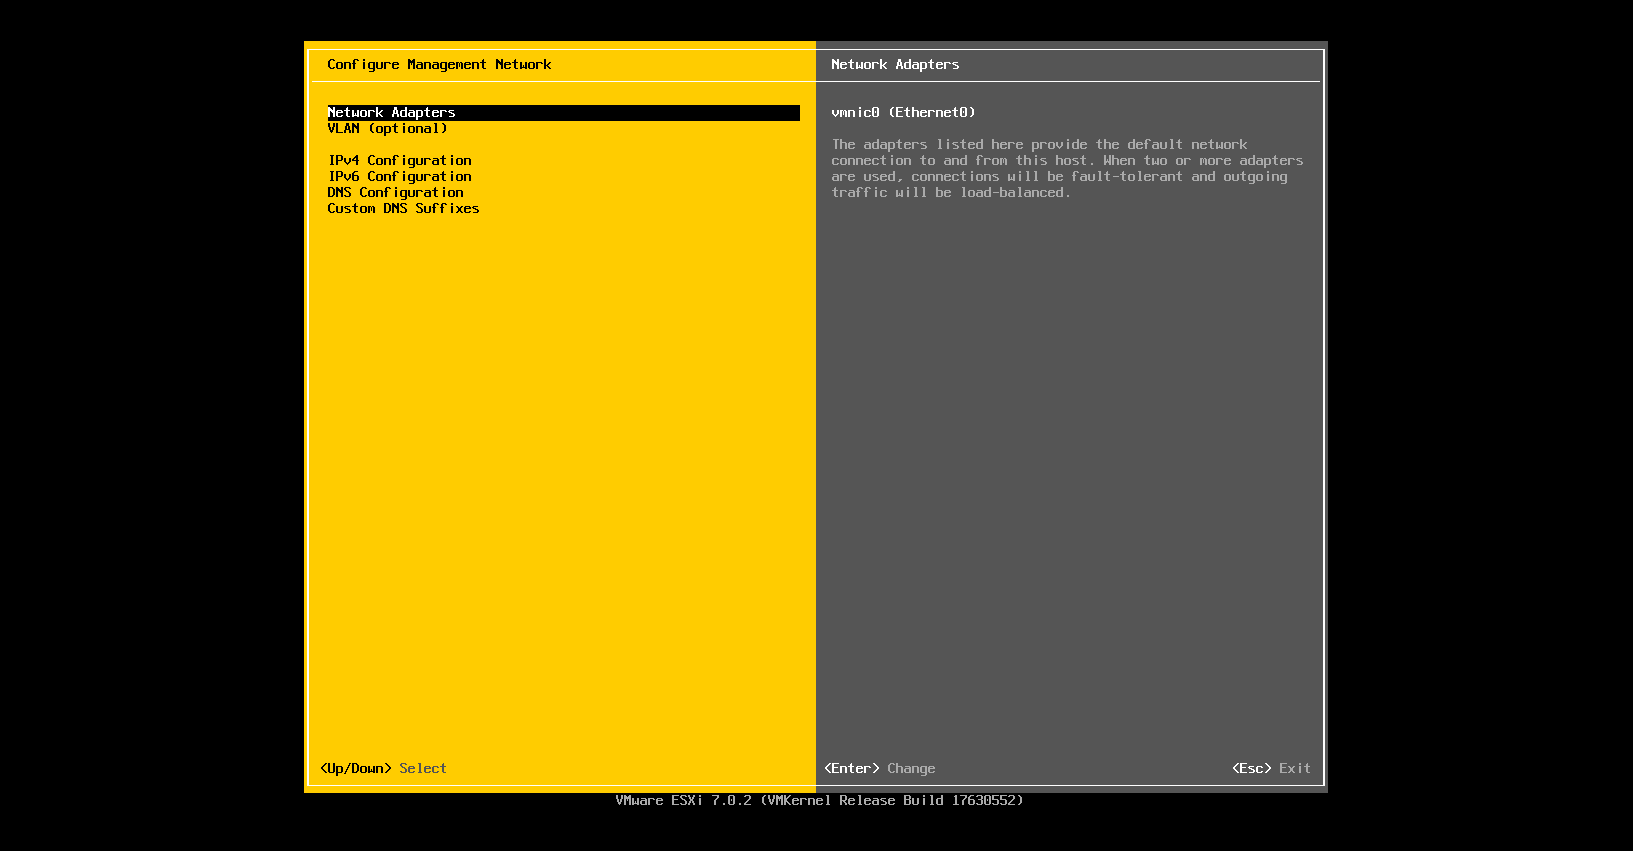 Configure Management Network
Network Adapters
VLAN (optional)
IPv4 Configuration
IPv6 Configuration
DNS Configuration
Custom DNS Suffixes
<Up/Down> Select
Network Adapters
vmnic0 (Ethernet0)
The adapters listed here provide the default network
connection to and from this host. When two or more adapters
are used, connections will be fault-tolerant and outgoing
traffic will be load-balanced.
<Enter> Change
<Esc> Exit
VMware ESXi 7.0.2 (VMKernel Release Build 17630552)